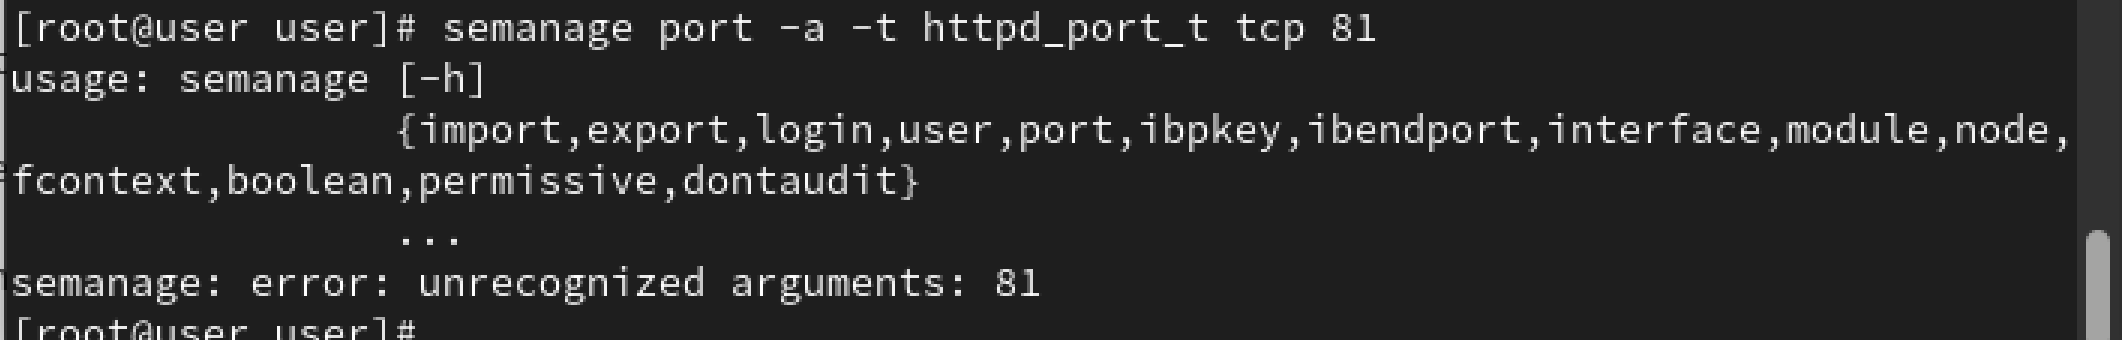 [root@user user]# semanage port -a -t httpd_port_t tcp 81
usage: semanage [-h]
{import,export,login,user,port,ibpkey,ibendport,interface,module,node,
fcontext,boolean,permissive,dontaudit}
...
semanage: error: unrecognized arguments: 81
[root@user user]#